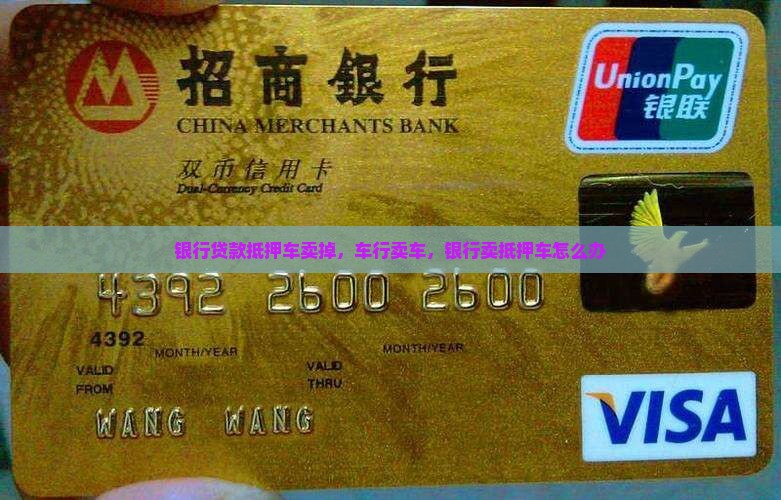 招商銀行
CHINA MERCHANTS BANK
UnionPay
银联
双币信用卡
Dual-Currency Credit Card
银行贷款抵押车卖掉，车行卖车，银行卖抵押车怎么办
4392 2600 2600
4392
MONTH/YEAR
MONTH/YEAR
VALID FROM
VALID THRU
WANG WANG
VISA